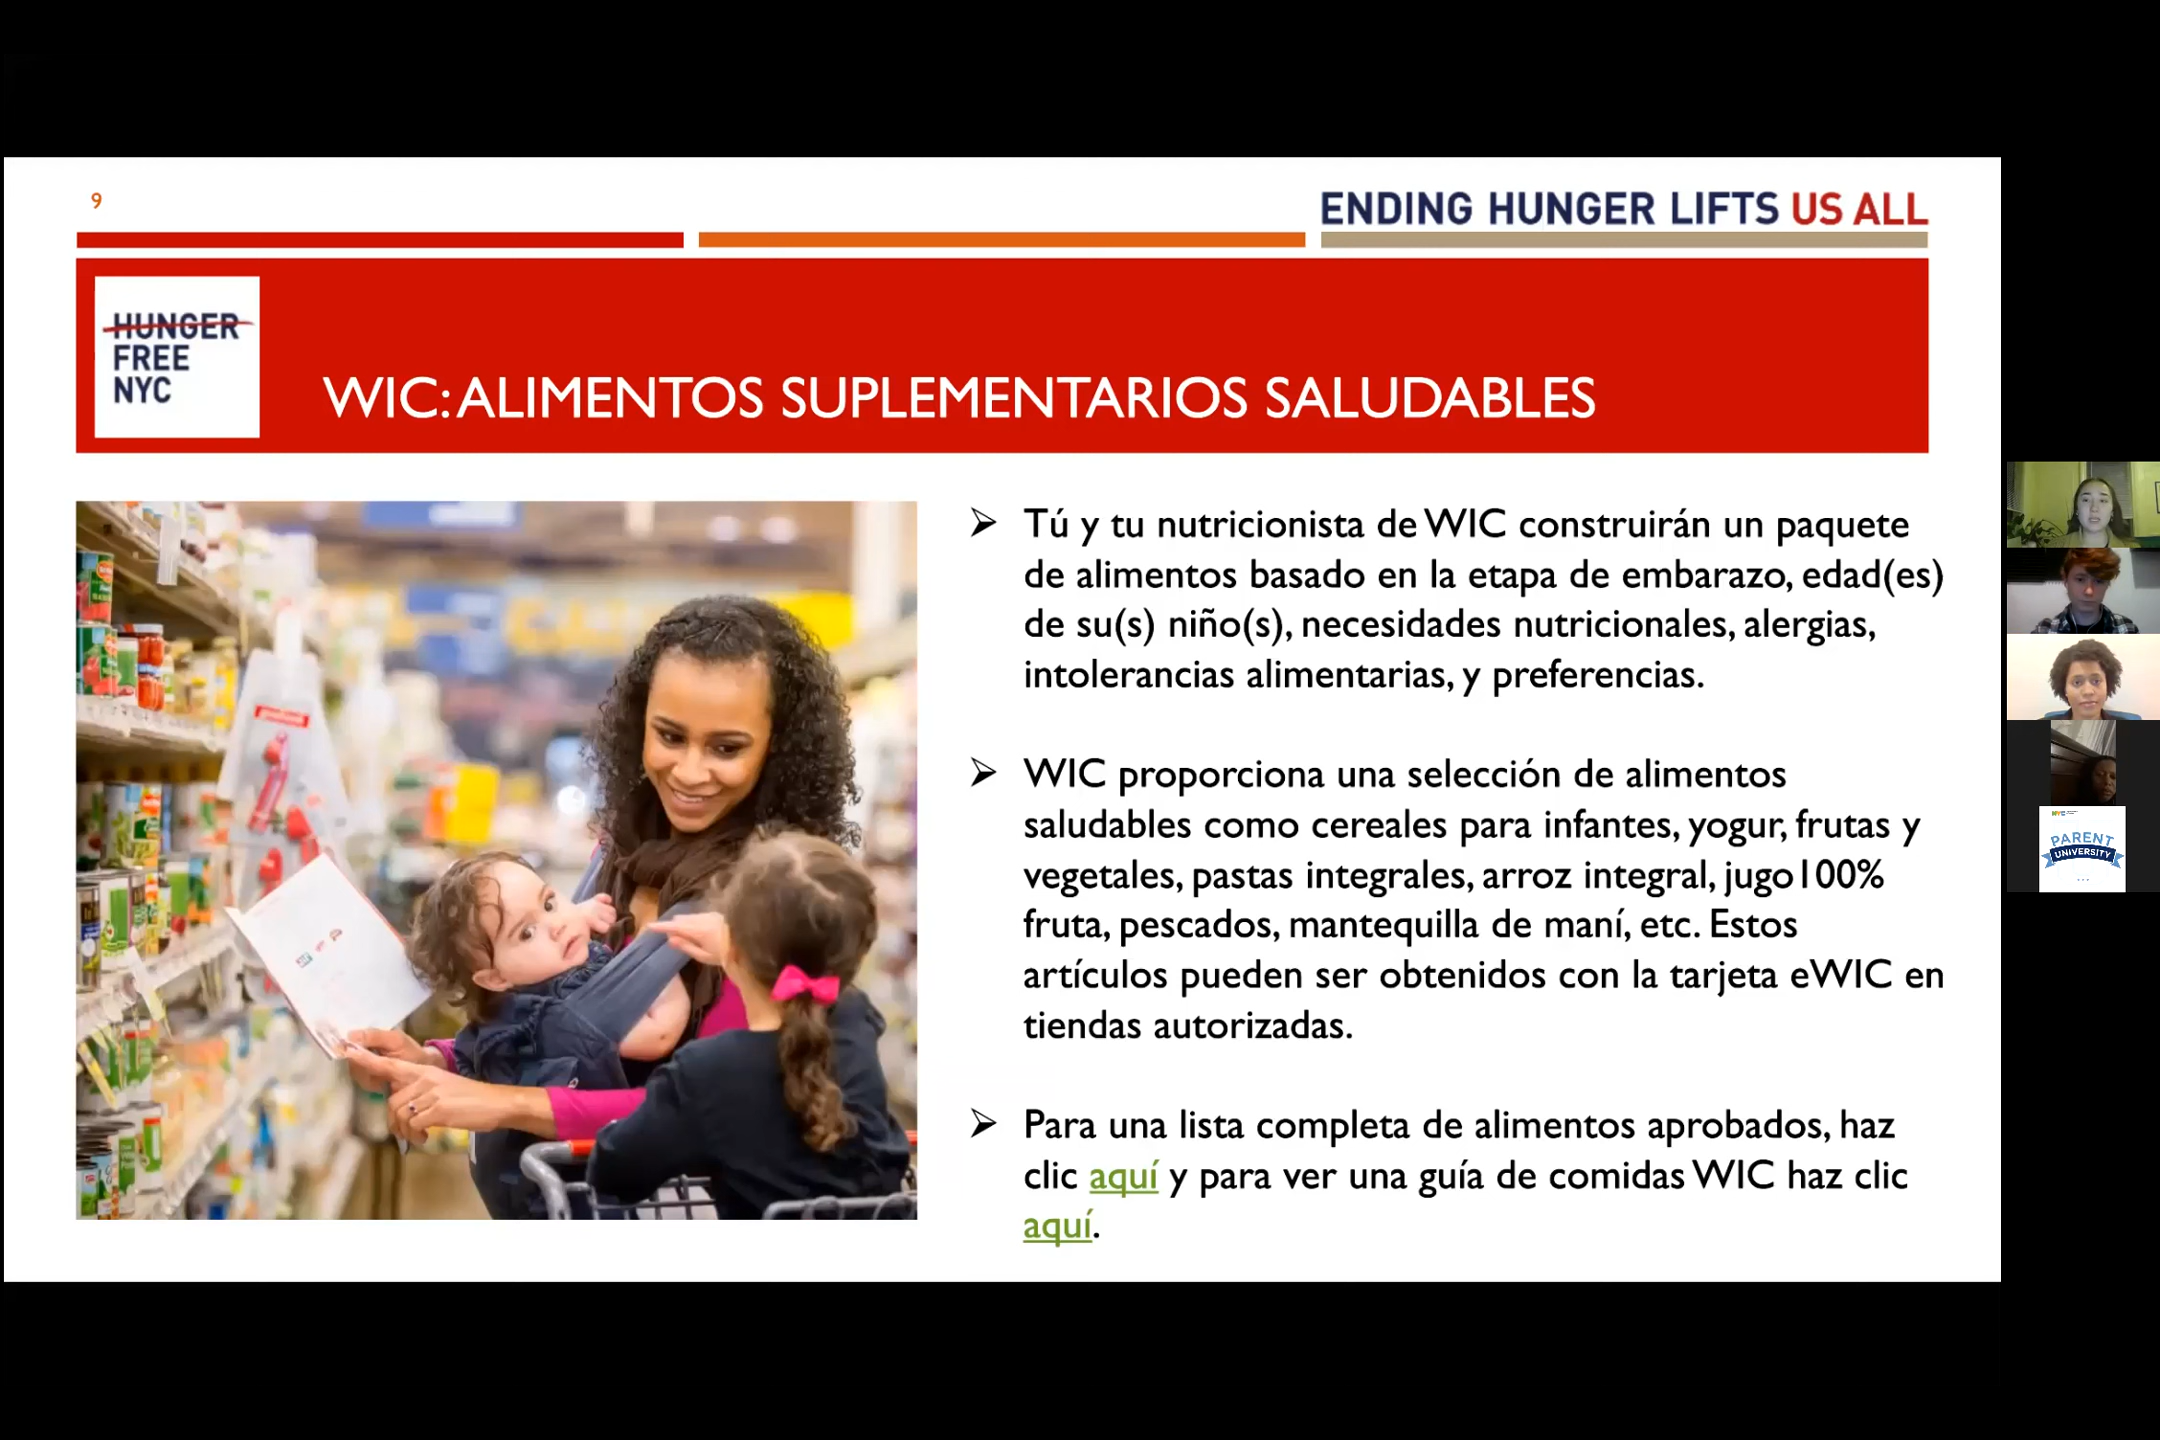 9
ENDING HUNGER LIFTS US ALL
HUNGER
FREE
NYC
WIC: ALIMENTOS SUPLEMENTARIOS SALUDABLES
➢ Tú y tu nutricionista de WIC construirán un paquete
de alimentos basado en la etapa de embarazo, edad(es)
de su(s) niño(s), necesidades nutricionales, alergias,
intolerancias alimentarias, y preferencias.
➢ WIC proporciona una selección de alimentos
saludables como cereales para infantes, yogur, frutas y
vegetales, pastas integrales, arroz integral, jugo100%
fruta, pescados, mantequilla de maní, etc. Estos
artículos pueden ser obtenidos con la tarjeta eWIC en
tiendas autorizadas.
➢ Para una lista completa de alimentos aprobados, haz
clic aquí y para ver una guía de comidas WIC haz clic
aquí.
PARENT
UNIVERSITY